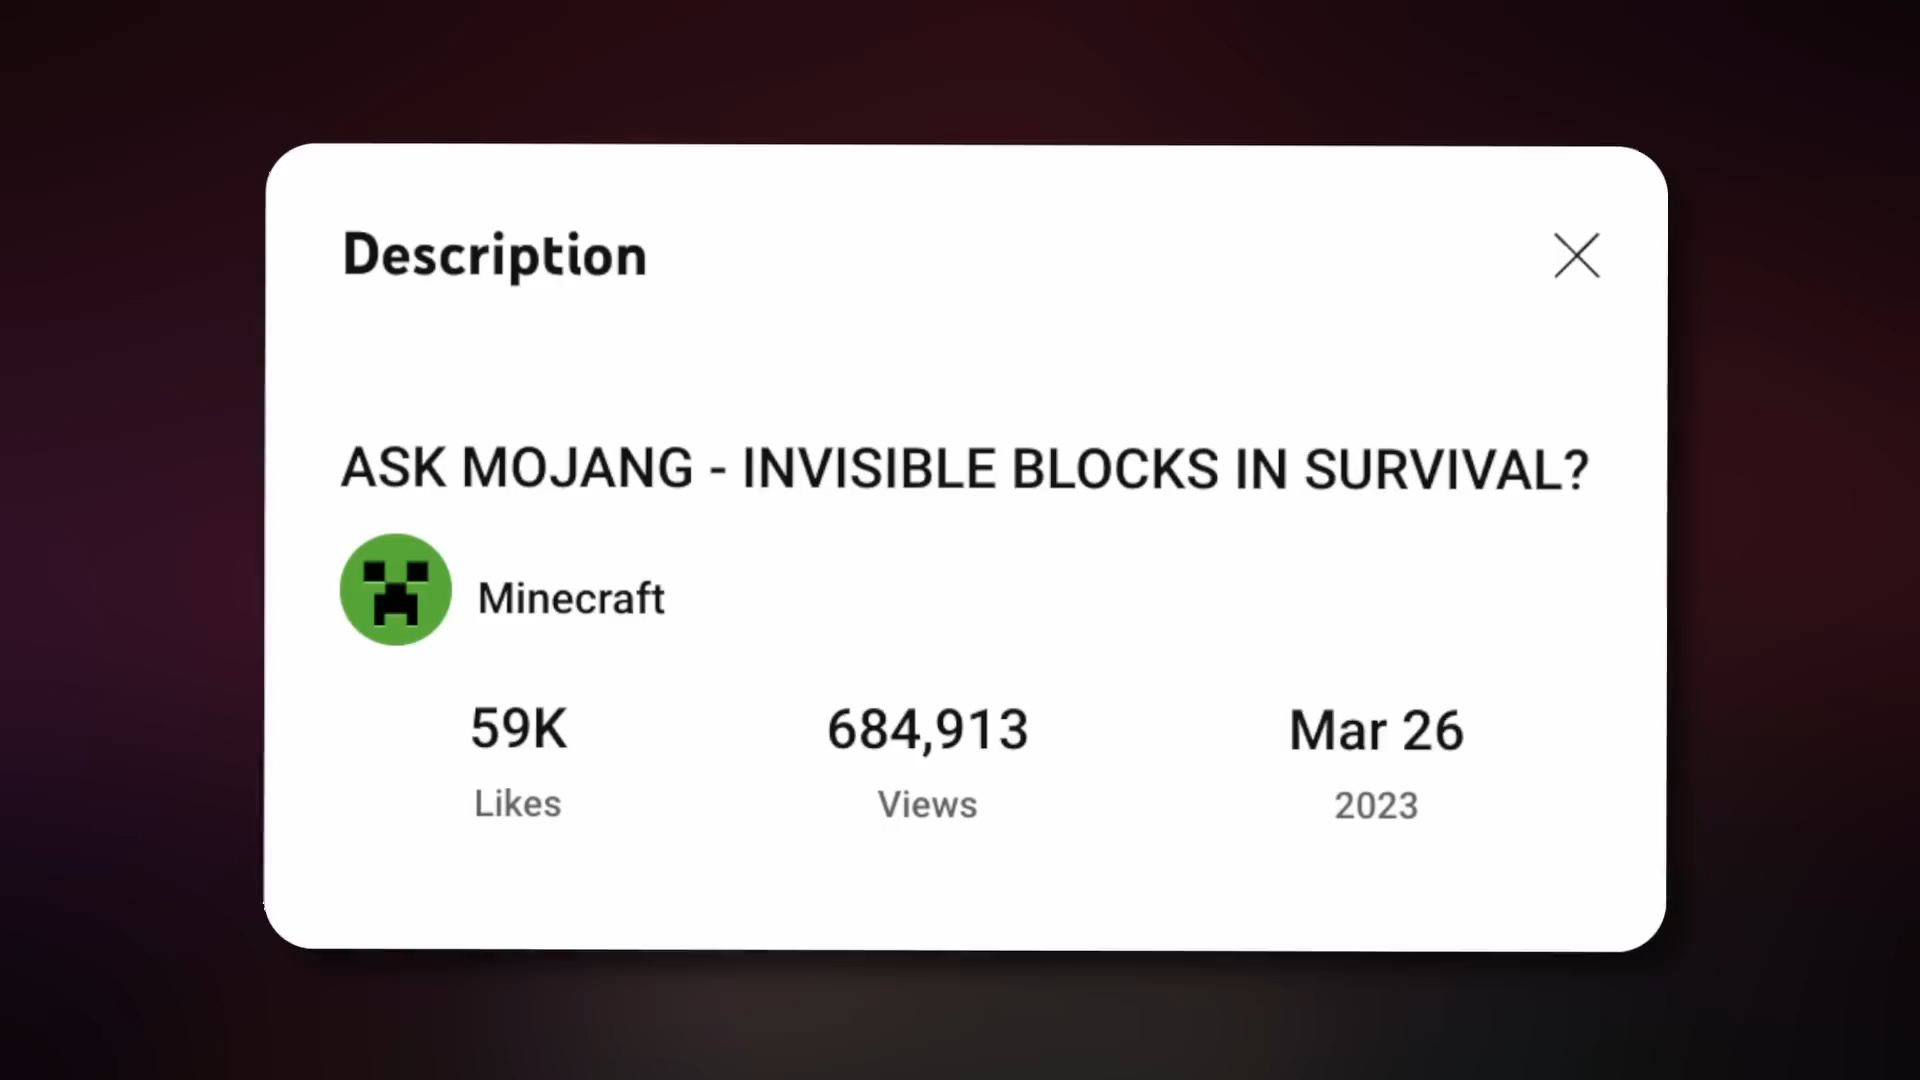 Description
ASK MOJANG - INVISIBLE BLOCKS IN SURVIVAL?
Minecraft
59K 684,913 Mar 26
Likes Views 2023